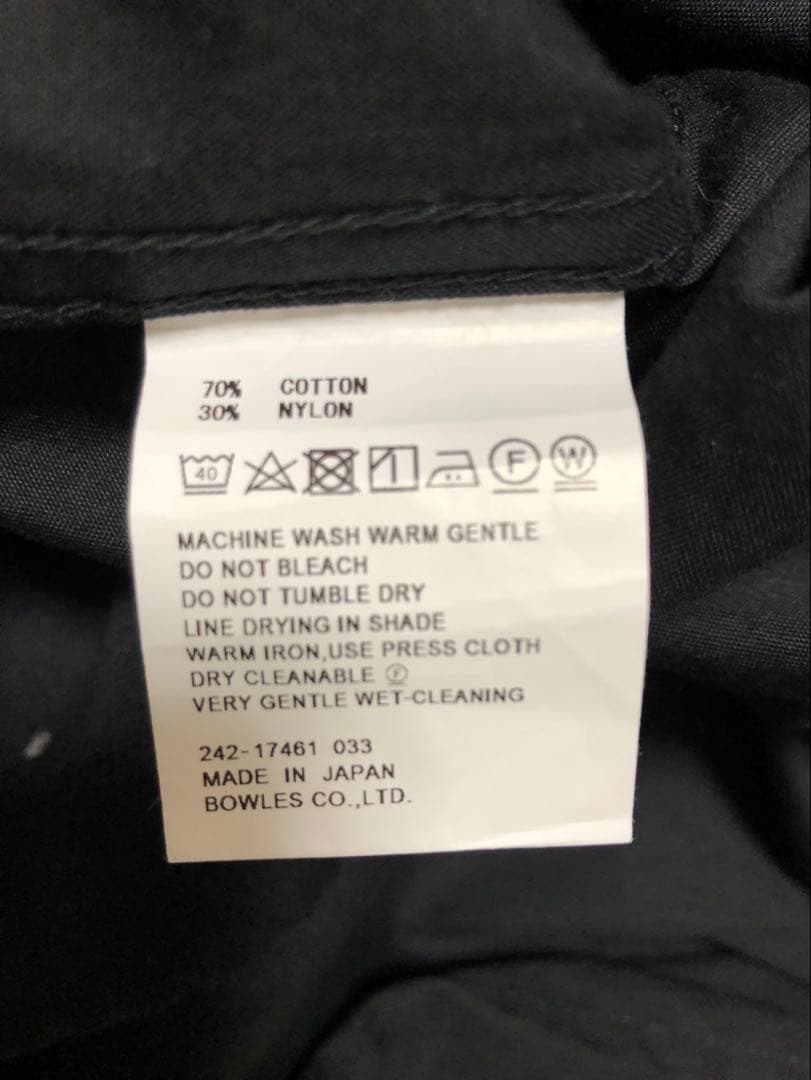 70% COTTON
30% NYLON
40 F W
MACHINE WASH WARM GENTLE
DO NOT BLEACH
DO NOT TUMBLE DRY
LINE DRYING IN SHADE
WARM IRON,USE PRESS CLOTH
DRY CLEANABLE Ⓕ
VERY GENTLE WET-CLEANING
242-17461 033
MADE IN JAPAN
BOWLES CO.,LTD.